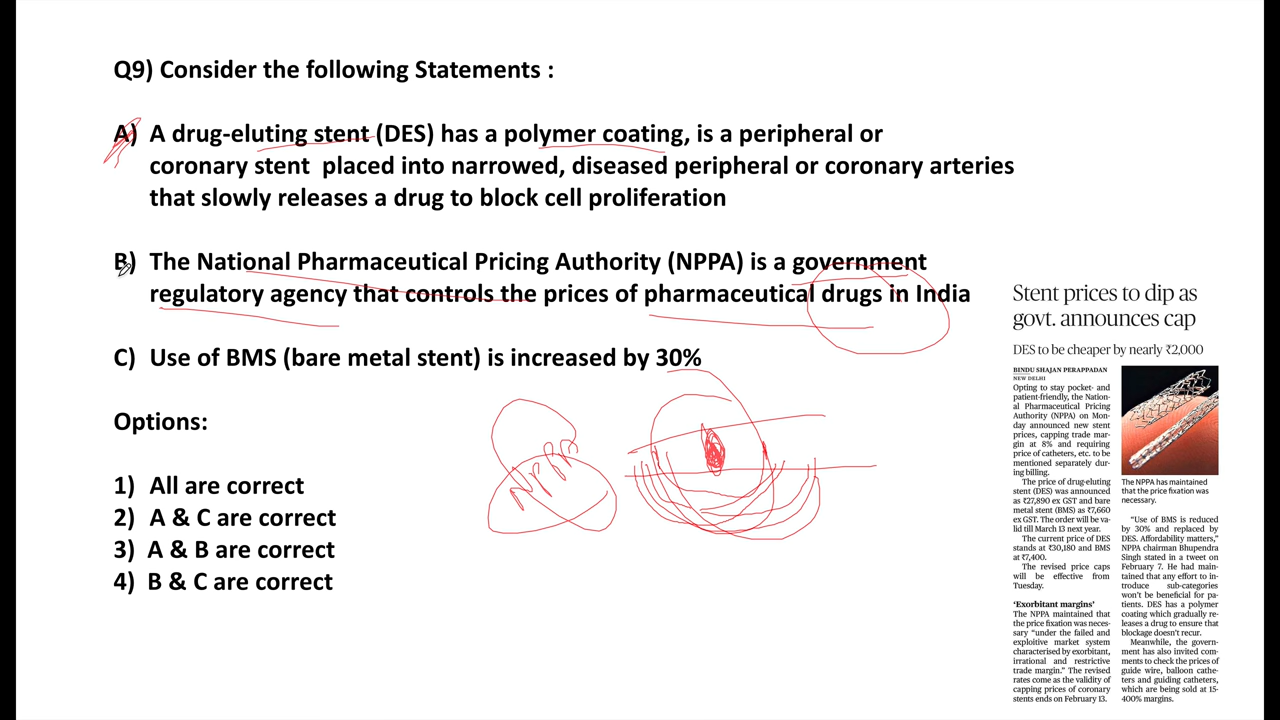 Q9) Consider the following Statements :
A) A drug-eluting stent (DES) has a polymer coating, is a peripheral or
coronary stent placed into narrowed, diseased peripheral or coronary arteries
that slowly releases a drug to block cell proliferation
B) The National Pharmaceutical Pricing Authority (NPPA) is a government
regulatory agency that controls the prices of pharmaceutical drugs in India
C) Use of BMS (bare metal stent) is increased by 30%
NPPA
Options:
1) All are correct
2) A & C are correct
3) A & B are correct
4) B & C are correct
Stent prices to dip as
govt. announces cap
DES to be cheaper by nearly ₹2,000
BINDU SHAJAN PERAPPADAN
NEW DELHI
Opting to stay pocket- and
patient-friendly, the Nation-
al Pharmaceutical Pricing
Authority (NPPA) on Mon-
day announced new stent
prices, capping trade mar-
gin at 8% and requiring
price of catheters, etc. to be
mentioned separately dur-
ing billing.
The price of drug-eluting
stent (DES) was announced
as ₹27,890 ex GST and bare
metal stent (BMS) as ₹7,660
ex GST. The order will be va-
lid till March 13 next year.
The current price of DES
stands at ₹30,180 and BMS
at ₹7,400.
The revised price caps
will be effective from
Tuesday.
'Exorbitant margins'
The NPPA maintained that
the price fixation was neces-
sary "under the failed and
exploitive market system
characterised by exorbitant,
irrational and restrictive
trade margin." The revised
rates come as the validity of
capping prices of coronary
stents ends on February 13.
The NPPA has maintained
that the price fixation was
necessary.
"Use of BMS is reduced
by 30% and replaced by
DES. Affordability matters,"
NPPA chairman Bhupendra
Singh stated in a tweet on
February 7. He had main-
tained that any effort to in-
troduce sub-categories
won't be beneficial for pa-
tients. DES has a polymer
coating which gradually re-
leases a drug to ensure that
blockage doesn't recur.
Meanwhile, the govern-
ment has also invited com-
ments to check the prices of
guide wire, balloon cathe-
ters and guiding catheters,
which are being sold at 15-
400% margins.